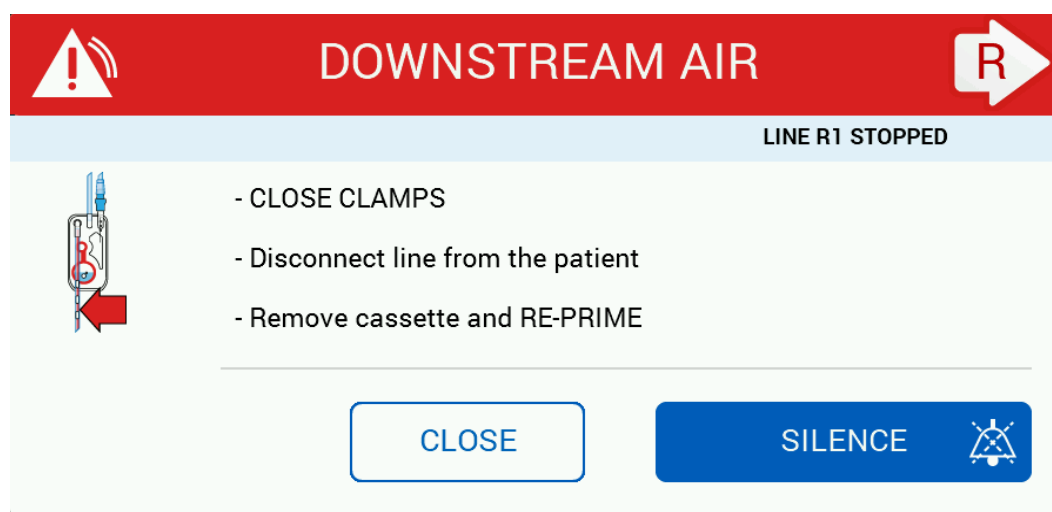 DOWNSTREAM AIR
R
LINE R1 STOPPED
- CLOSE CLAMPS
- Disconnect line from the patient
- Remove cassette and RE-PRIME
CLOSE
SILENCE